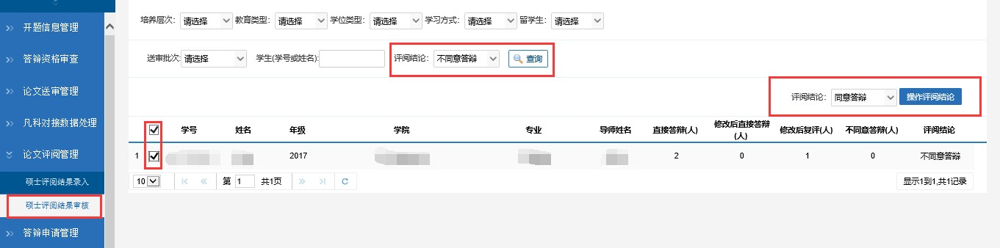 开题信息管理
答辩资格审查
论文送审管理
凡科对接数据处理
论文评阅管理
硕士评阅结果录入
硕士评阅结果审核
答辩申请管理
培养层次: 请选择 教育类型: 请选择 学位类型: 请选择 学习方式: 请选择 留学生: 请选择
送审批次: 请选择 学生(学号或姓名): 评阅结论: 不同意答辩 查询
评阅结论: 同意答辩 操作评阅结论
学号 姓名 年级 学院 专业 导师姓名 直接答辩(人) 修改后直接答辩(人) 修改后复评(人) 不同意答辩(人) 评阅结论
1 2017 2 0 1 0 不同意答辩
10 第 1 共1页 显示1到1,共1记录